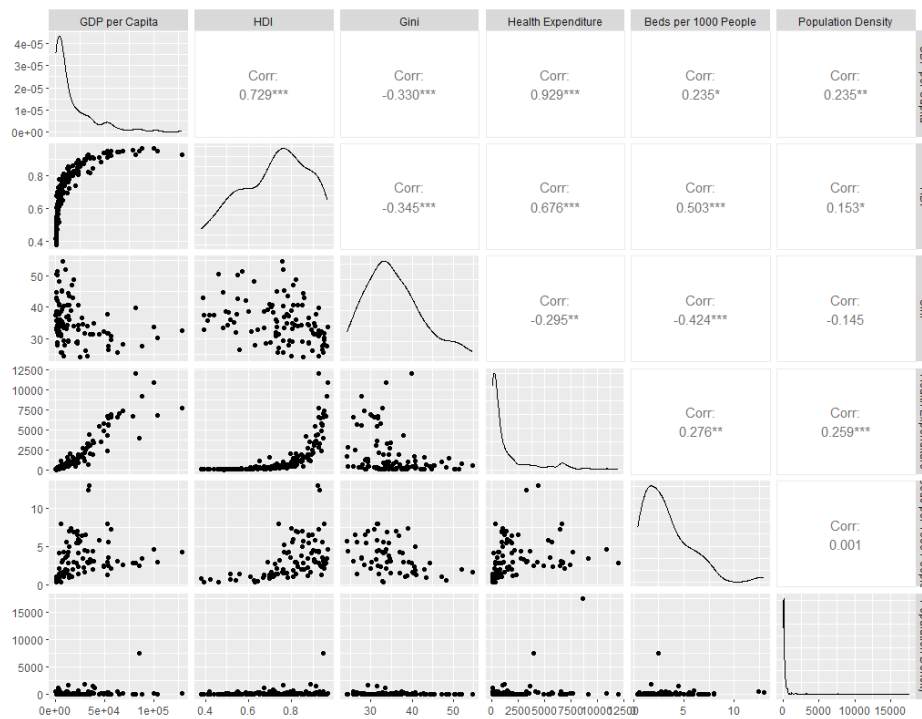 GDP per Capita HDI Gini Health Expenditure Beds per 1000 People Population Density
4e-05
3e-05
2e-05
1e-05
0e+00
Corr:
0.729***
Corr:
-0.330***
Corr:
0.929***
Corr:
0.235*
Corr:
0.235**
0.8
0.6
0.4
Corr:
-0.345***
Corr:
0.676***
Corr:
0.503***
Corr:
0.153*
50
40
30
Corr:
-0.295**
Corr:
-0.424***
Corr:
-0.145
12500
10000
7500
5000
2500
0
Corr:
0.276**
Corr:
0.259***
10
5
0
Corr:
0.001
15000
10000
5000
0
0e+00 5e+04 1e+05 0.4 0.6 0.8 30 40 50 0 2500 5000 7500 10000 12500 0 5 10 0 5000 10000 15000